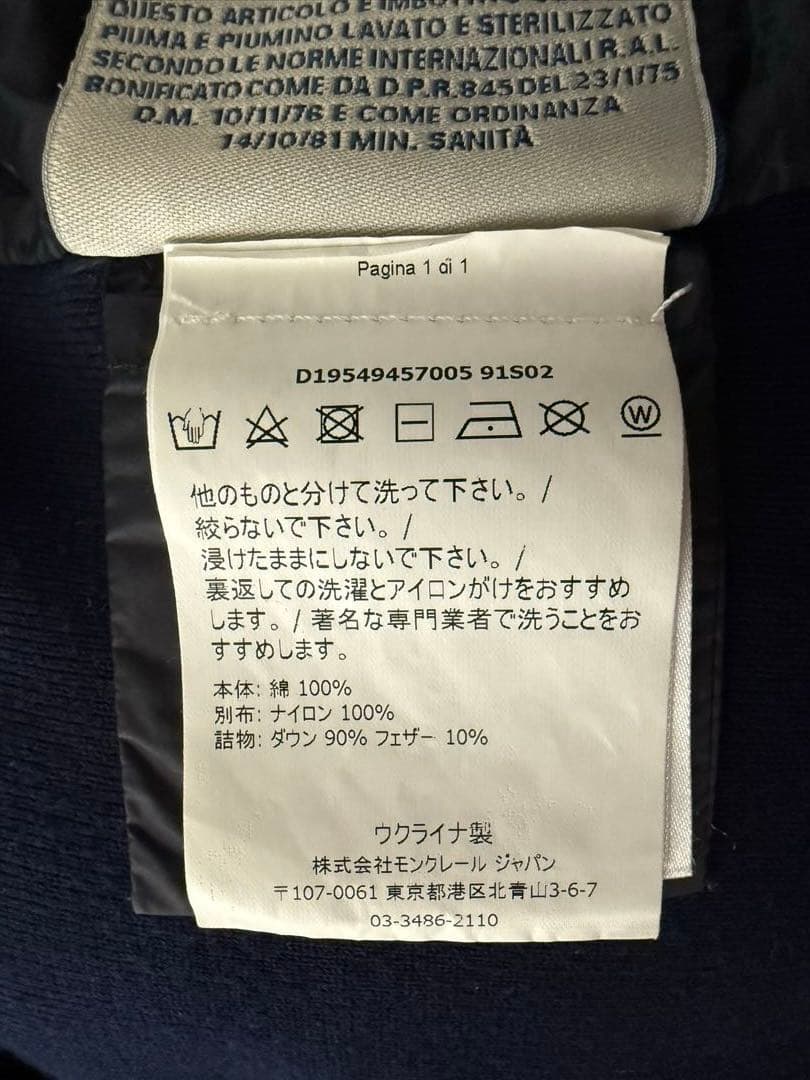 QUESTO ARTICOLO È IMBOTTITO
PIUMA E PIUMINO LAVATO E STERILIZZATO
SECONDO LE NORME INTERNAZIONALI R.A.L.
BONIFICATO COME DA D.P.R. 845 DEL 23/1/75
D.M. 10/11/76 E COME ORDINANZA
14/10/81 MIN. SANITÀ
Pagina 1 di 1
D19549457005 91S02
W
他のものと分けて洗って下さい。/
絞らないで下さい。/
浸けたままにしないで下さい。/
裏返しての洗濯とアイロンがけをおすすめ
します。/ 著名な専門業者で洗うことをお
すすめします。
本体: 綿 100%
別布: ナイロン 100%
詰物: ダウン 90% フェザー 10%
ウクライナ製
株式会社モンクレール ジャパン
〒107-0061 東京都港区北青山3-6-7
03-3486-2110